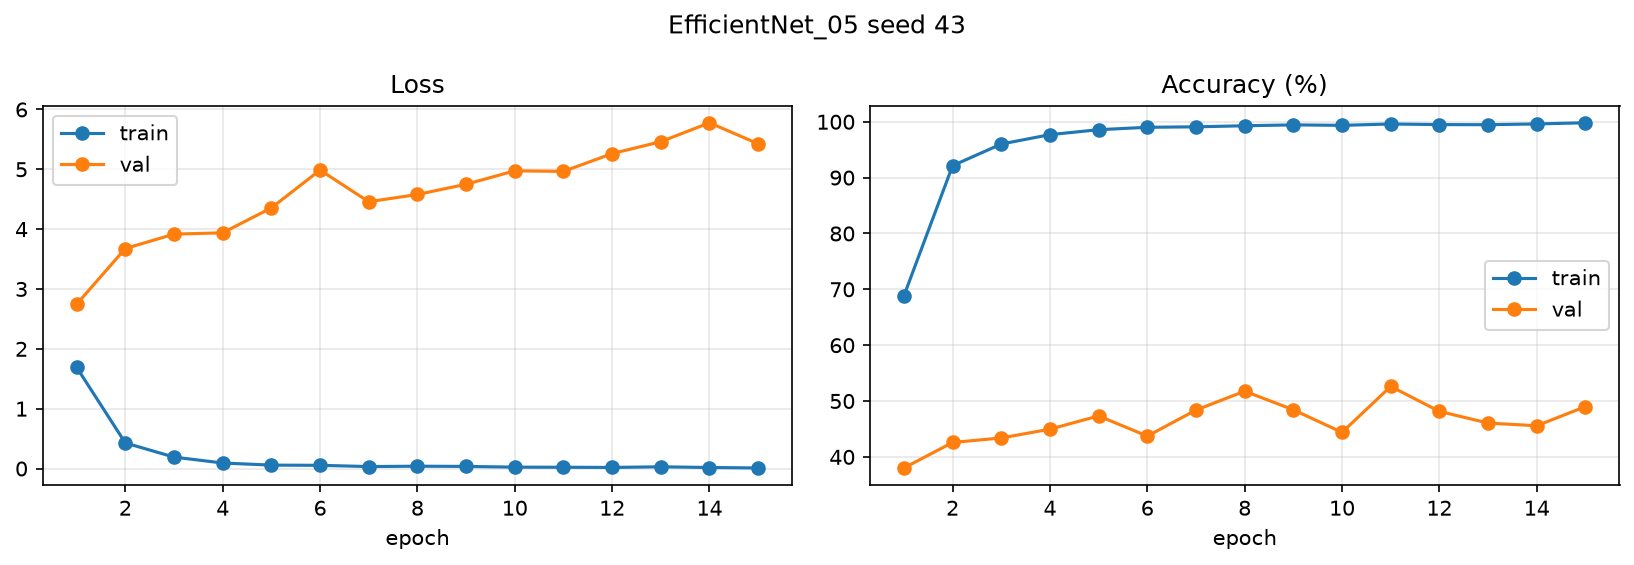 EfficientNet_05 seed 43
Loss
6
5
4
3
2
1
0
train
val
2 4 6 8 10 12 14
epoch
Accuracy (%)
100
90
80
70
60
50
40
train
val
2 4 6 8 10 12 14
epoch